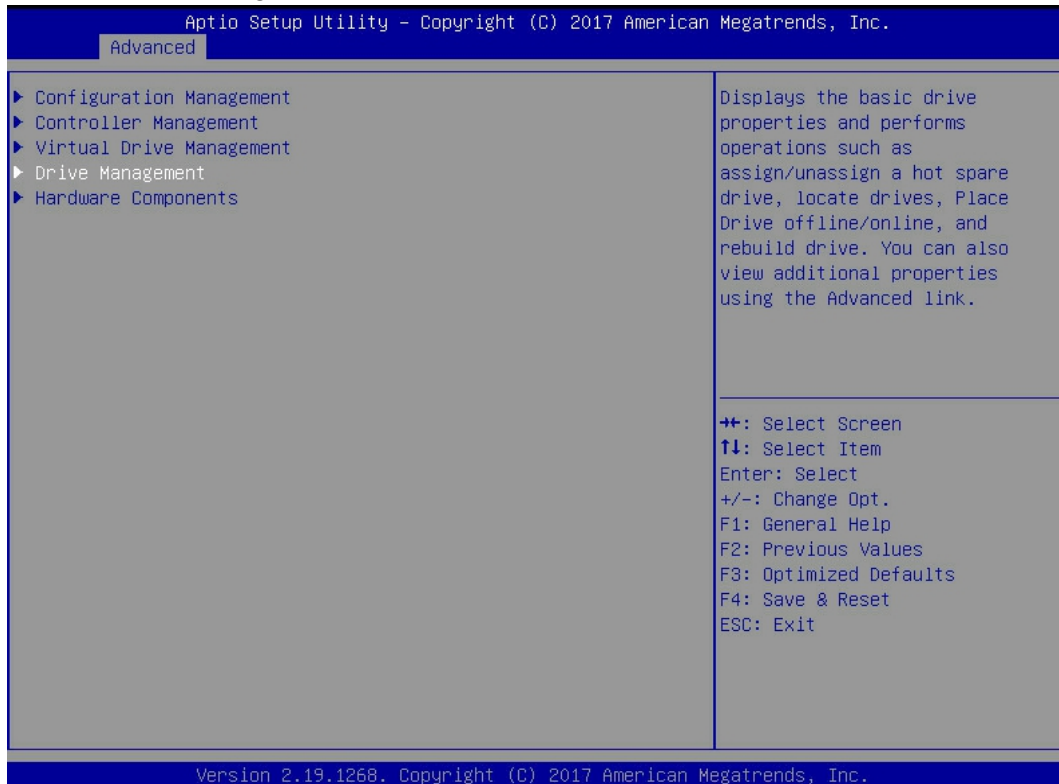 Aptio Setup Utility – Copyright (C) 2017 American Megatrends, Inc.
Advanced
▶ Configuration Management
▶ Controller Management
▶ Virtual Drive Management
▶ Drive Management
▶ Hardware Components
Displays the basic drive
properties and performs
operations such as
assign/unassign a hot spare
drive, locate drives, Place
Drive offline/online, and
rebuild drive. You can also
view additional properties
using the Advanced link.
→←: Select Screen
↑↓: Select Item
Enter: Select
+/-: Change Opt.
F1: General Help
F2: Previous Values
F3: Optimized Defaults
F4: Save & Reset
ESC: Exit
Version 2.19.1268. Copyright (C) 2017 American Megatrends, Inc.